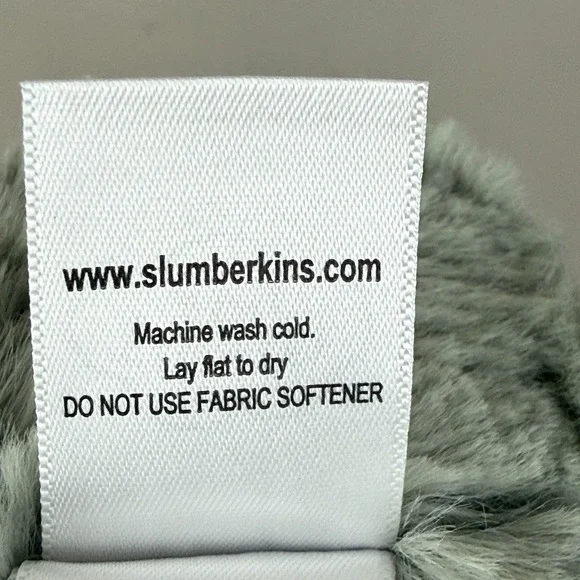 www.slumberkins.com
Machine wash cold.
Lay flat to dry
DO NOT USE FABRIC SOFTENER